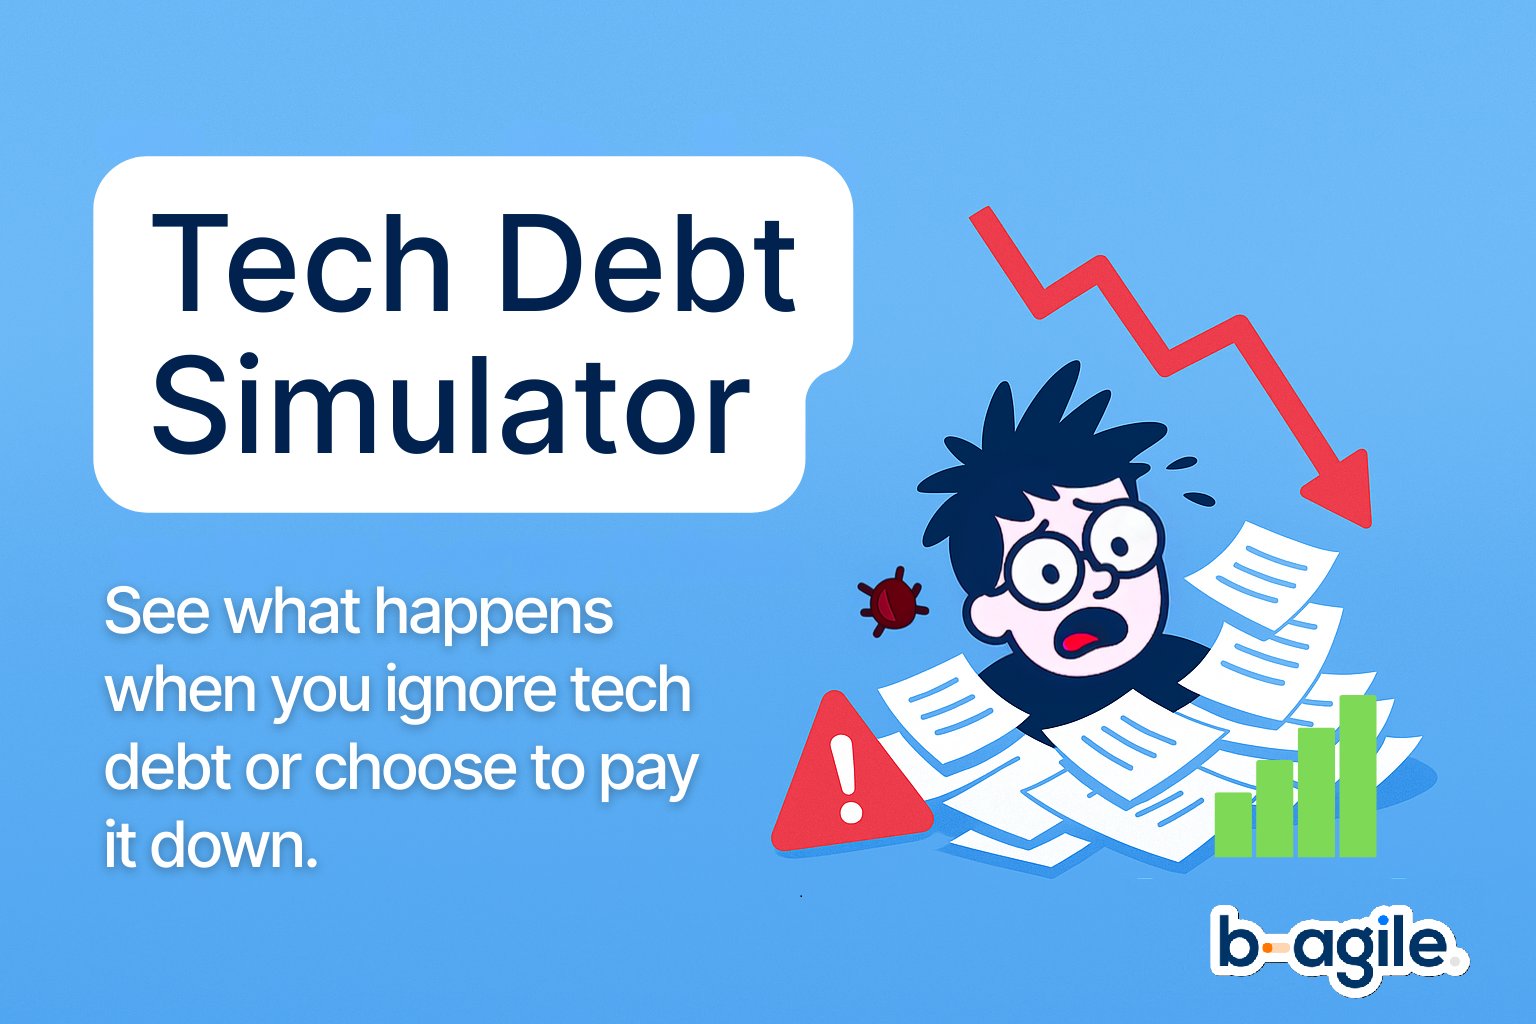 Tech Debt
Simulator
See what happens
when you ignore tech
debt or choose to pay
it down.
!
b-agile.